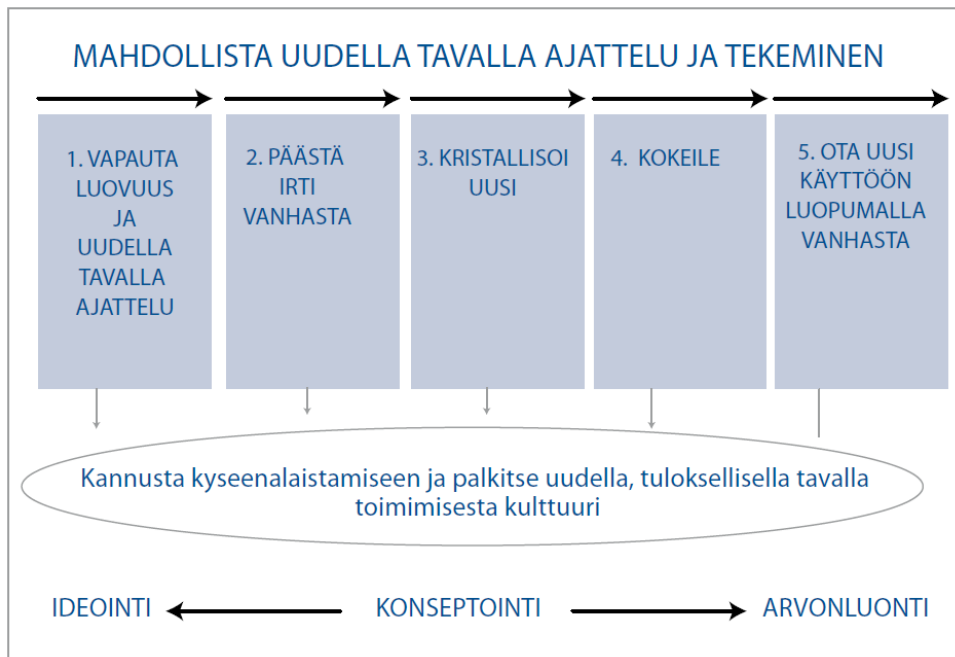 MAHDOLLISTA UUDELLA TAVALLA AJATTELU JA TEKEMINEN
1. VAPAUTA
LUOVUUS
JA
UUDELLA
TAVALLA
AJATTELU
2. PÄÄSTÄ
IRTI
VANHASTA
3. KRISTALLISOI
UUSI
4. KOKEILE
5. OTA UUSI
KÄYTTÖÖN
LUOPUMALLA
VANHASTA
Kannusta kyseenalaistamiseen ja palkitse uudella, tuloksellisella tavalla
toimimisesta kulttuuri
IDEOINTI
KONSEPTOINTI
ARVONLUONTI